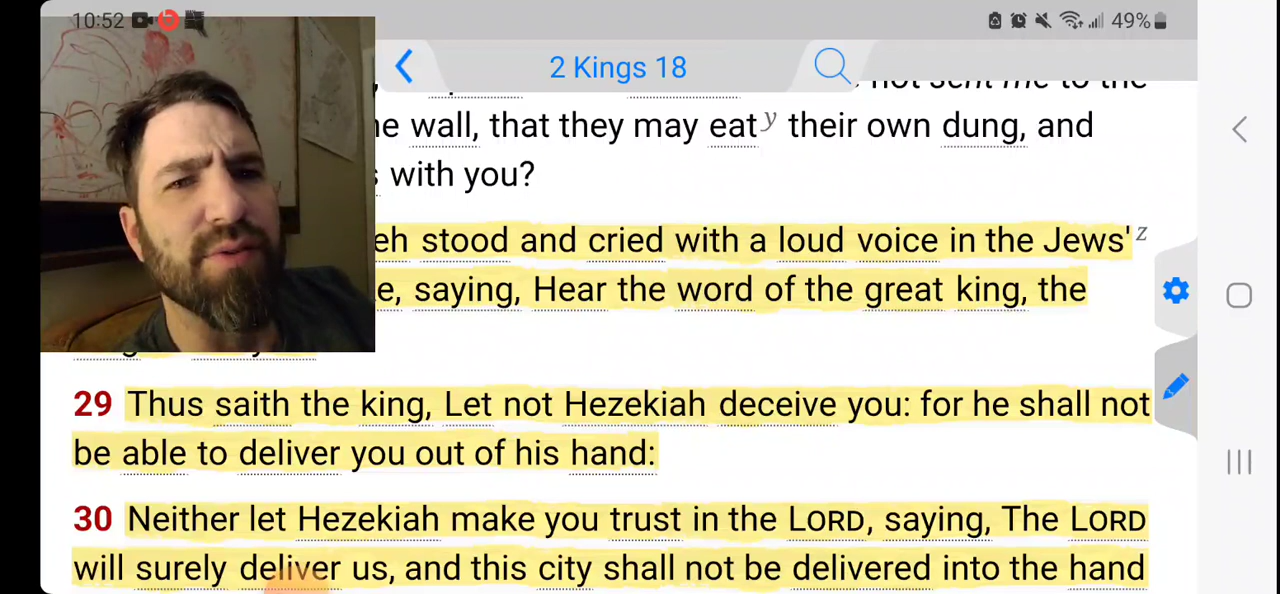 10:52
49%
2 Kings 18
not sent me to the
he wall, that they may eat y their own dung, and
with you?
eh stood and cried with a loud voice in the Jews' z
e, saying, Hear the word of the great king, the
29 Thus saith the king, Let not Hezekiah deceive you: for he shall not
be able to deliver you out of his hand:
30 Neither let Hezekiah make you trust in the LORD, saying, The LORD
will surely deliver us, and this city shall not be delivered into the hand